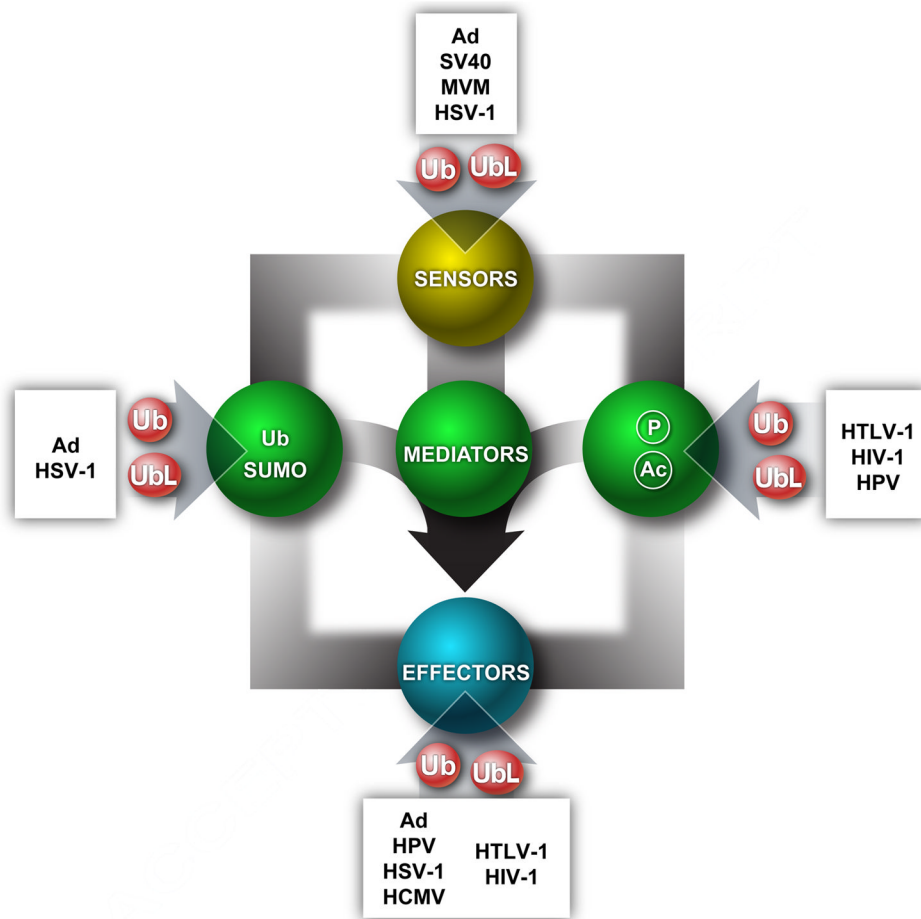 Ad
SV40
MVM
HSV-1
Ub UbL
SENSORS
Ad
HSV-1
Ub
UbL
Ub
SUMO
MEDIATORS
P
Ac
Ub
UbL
HTLV-1
HIV-1
HPV
EFFECTORS
Ub UbL
Ad
HPV
HSV-1
HCMV
HTLV-1
HIV-1